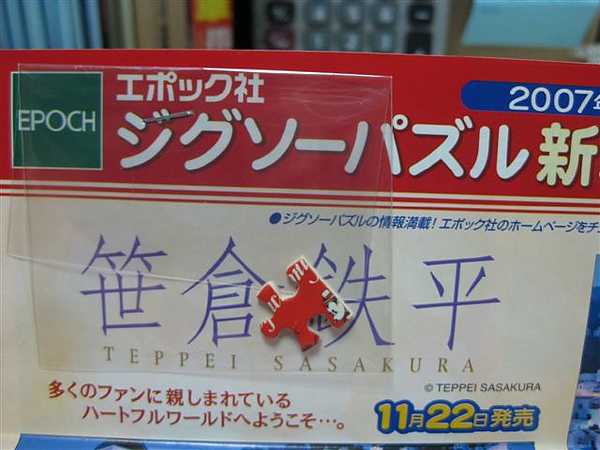 EPOCH
エポック社
ジグソーパズル 新
2007年
●ジグソーパズルの情報満載！エポック社のホームページをチ
笹倉鉄平
TEPPEI SASAKURA
© TEPPEI SASAKURA
多くのファンに親しまれている
ハートフルワールドへようこそ…。
11月22日発売